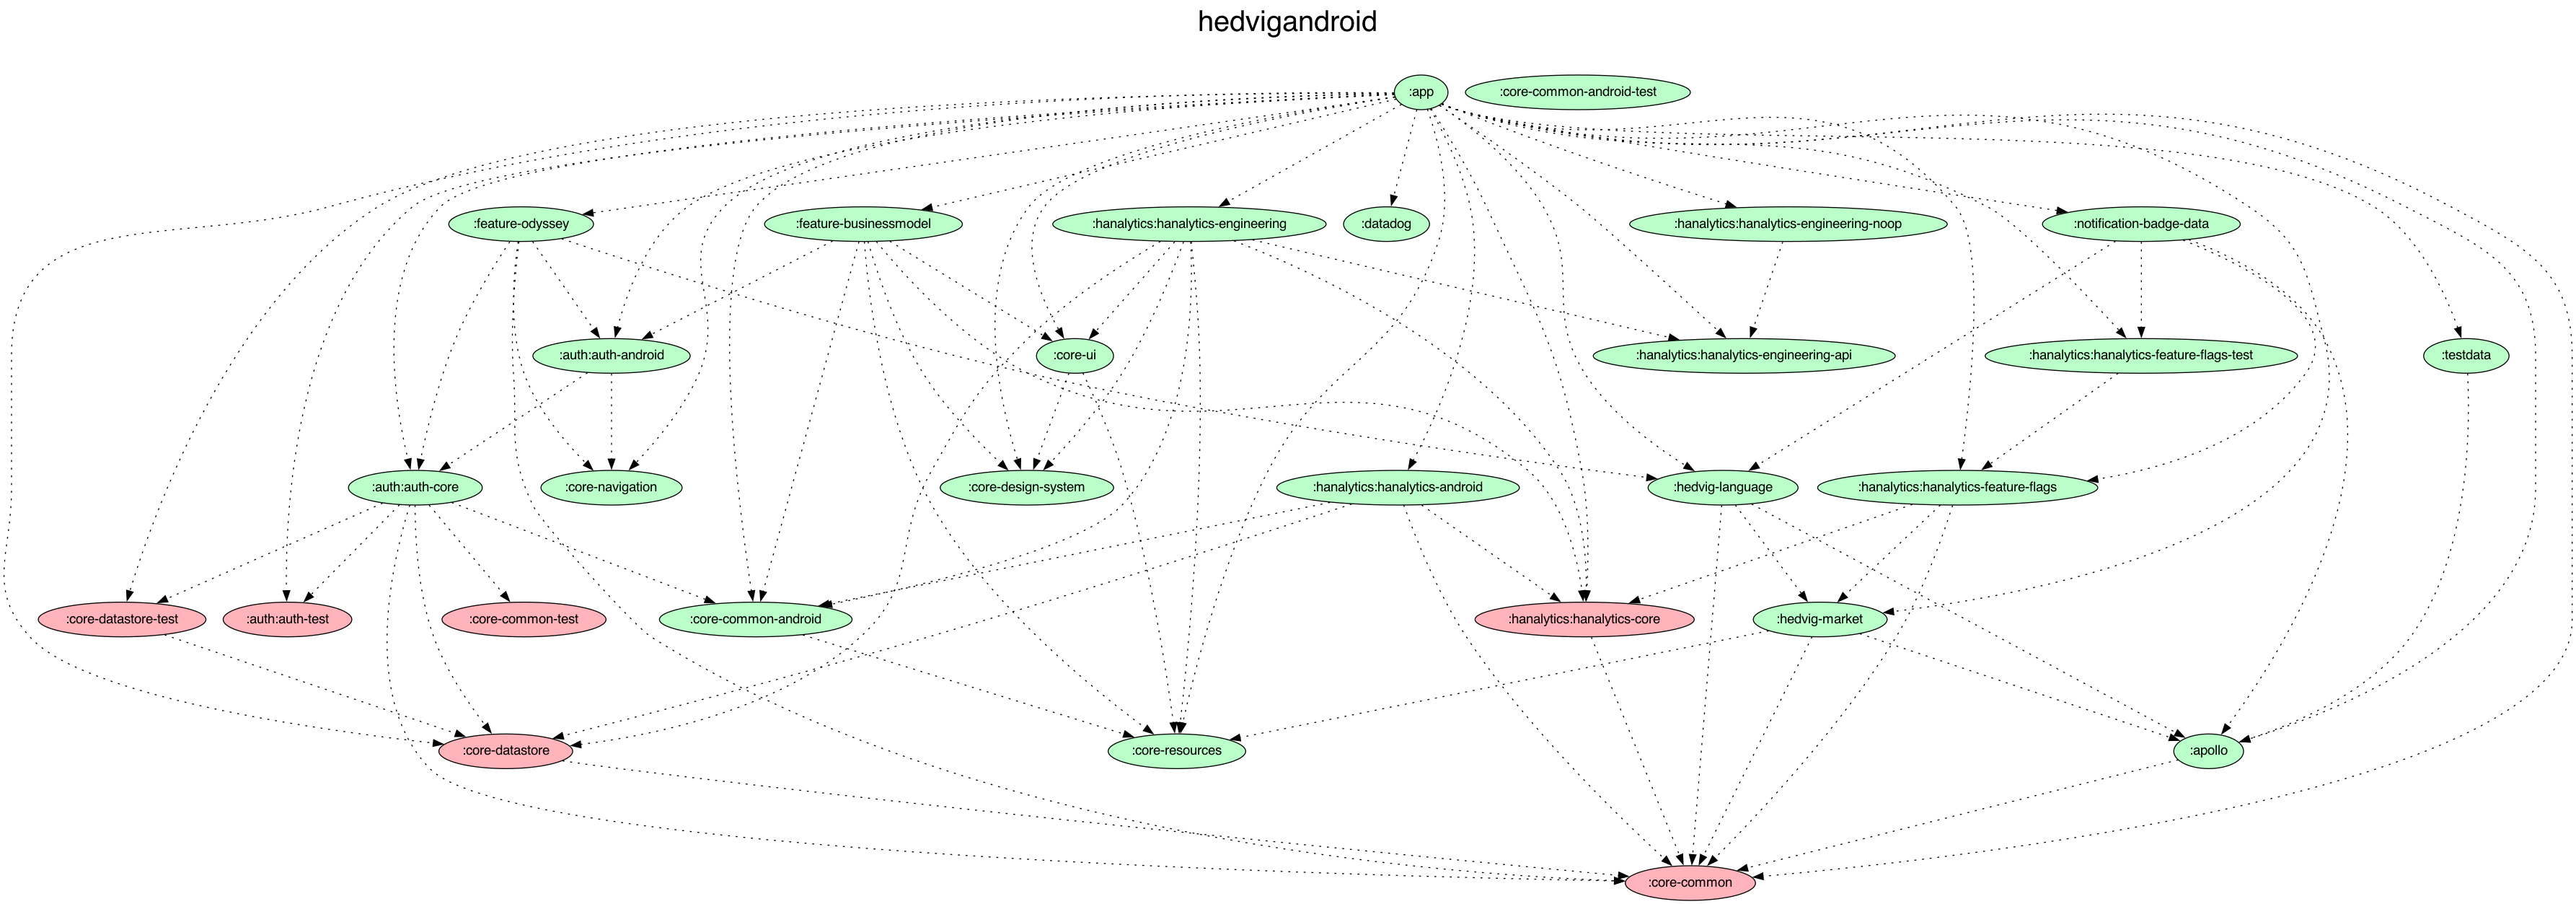 hedvigandroid
:app
:core-common-android-test
:feature-odyssey
:feature-businessmodel
:hanalytics:hanalytics-engineering
:datadog
:hanalytics:hanalytics-engineering-noop
:notification-badge-data
:auth:auth-android
:core-ui
:hanalytics:hanalytics-engineering-api
:hanalytics:hanalytics-feature-flags-test
:testdata
:auth:auth-core
:core-navigation
:core-design-system
:hanalytics:hanalytics-android
:hedvig-language
:hanalytics:hanalytics-feature-flags
:core-datastore-test
:auth:auth-test
:core-common-test
:core-common-android
:hanalytics:hanalytics-core
:hedvig-market
:core-datastore
:core-resources
:apollo
:core-common